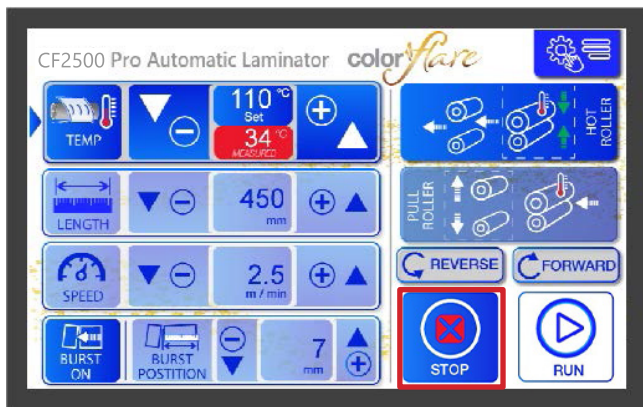 CF2500 Pro Automatic Laminator colorflare
TEMP
110 °C
Set
34 °C
MEASURED
HOT
ROLLER
LENGTH
450
mm
PULL
ROLLER
SPEED
2.5
m / min
REVERSE
FORWARD
BURST
ON
BURST
POSTITION
7
mm
STOP
RUN